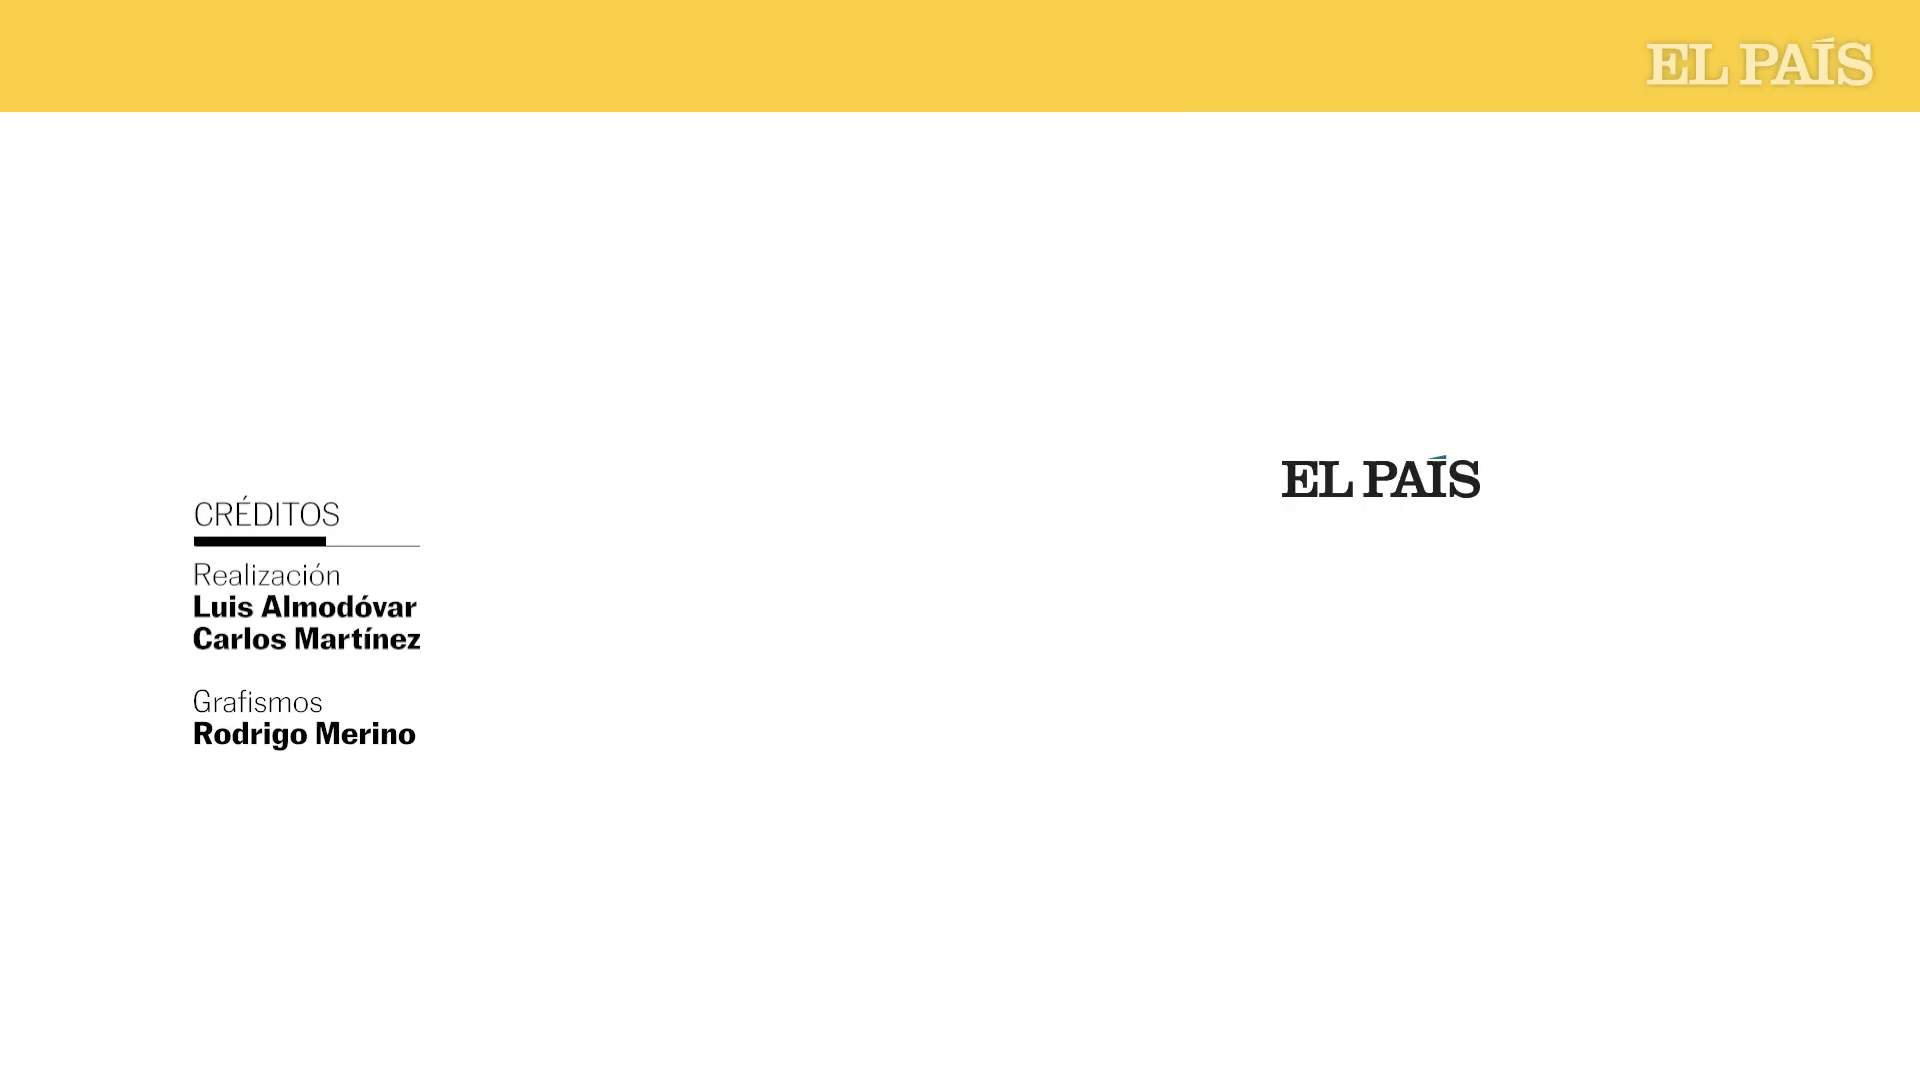 EL PAÍS
EL PAÍS
CRÉDITOS
Realización
Luis Almodóvar
Carlos Martínez
Grafismos
Rodrigo Merino